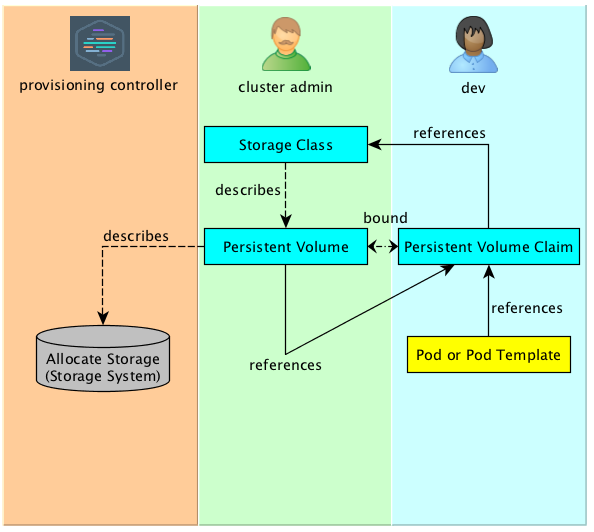 provisioning controller
cluster admin
dev
references
Storage Class
describes
bound
describes
Persistent Volume
Persistent Volume Claim
references
Allocate Storage
(Storage System)
references
Pod or Pod Template